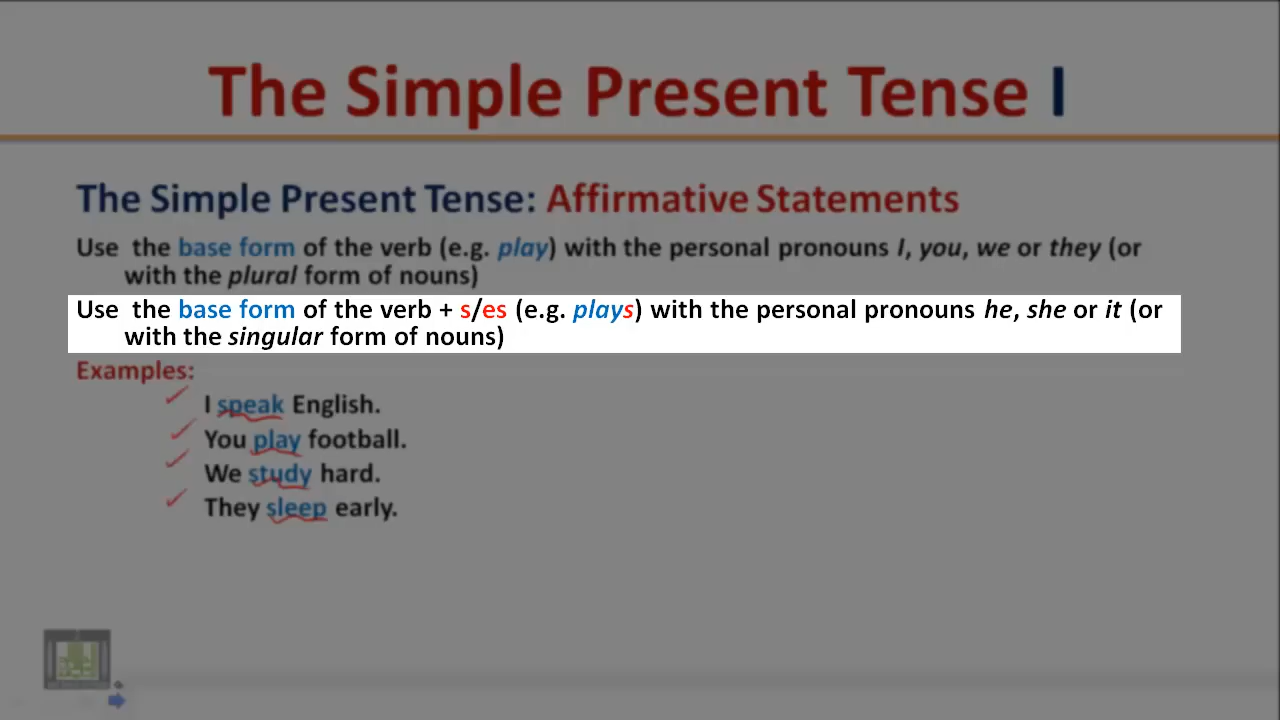 The Simple Present Tense I
The Simple Present Tense: Affirmative Statements
Use the base form of the verb (e.g. play) with the personal pronouns I, you, we or they (or
with the plural form of nouns)
Use the base form of the verb + s/es (e.g. plays) with the personal pronouns he, she or it (or
with the singular form of nouns)
Examples:
I speak English.
You play football.
We study hard.
They sleep early.